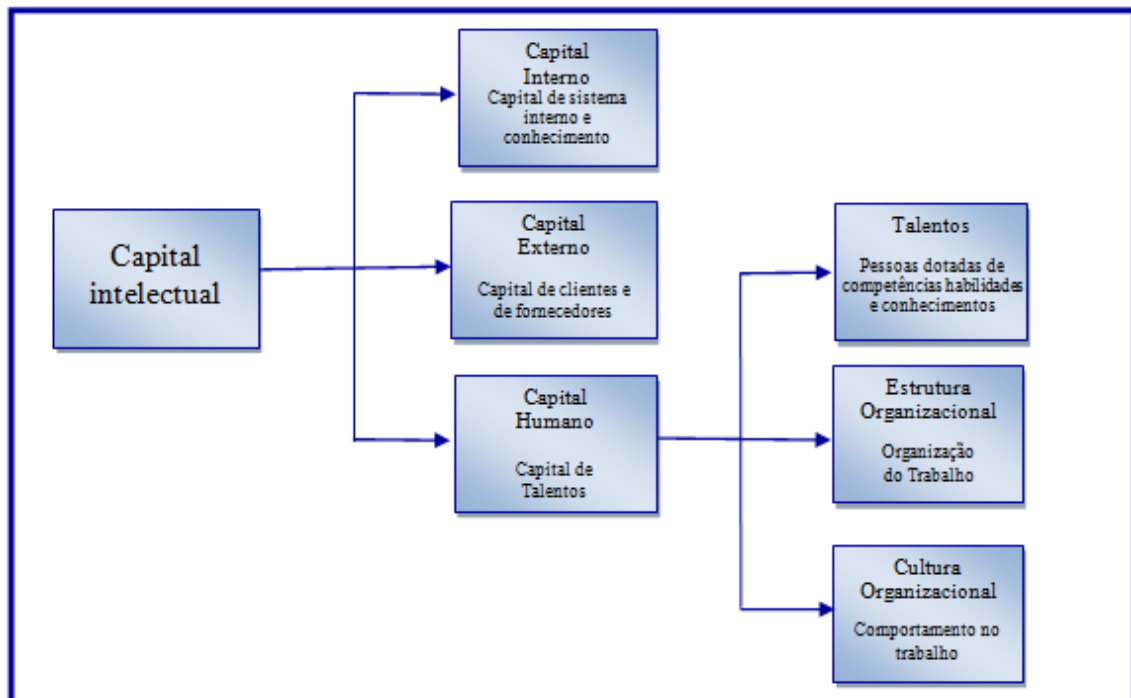 Capital
intelectual
Capital
Interno
Capital de sistema
interno e
conhecimento
Capital
Externo
Capital de clientes e
de fornecedores
Capital
Humano
Capital de
Talentos
Talentos
Pessoas dotadas de
competências habilidades
e conhecimentos
Estrutura
Organizacional
Organização
do Trabalho
Cultura
Organizacional
Comportamento no
trabalho